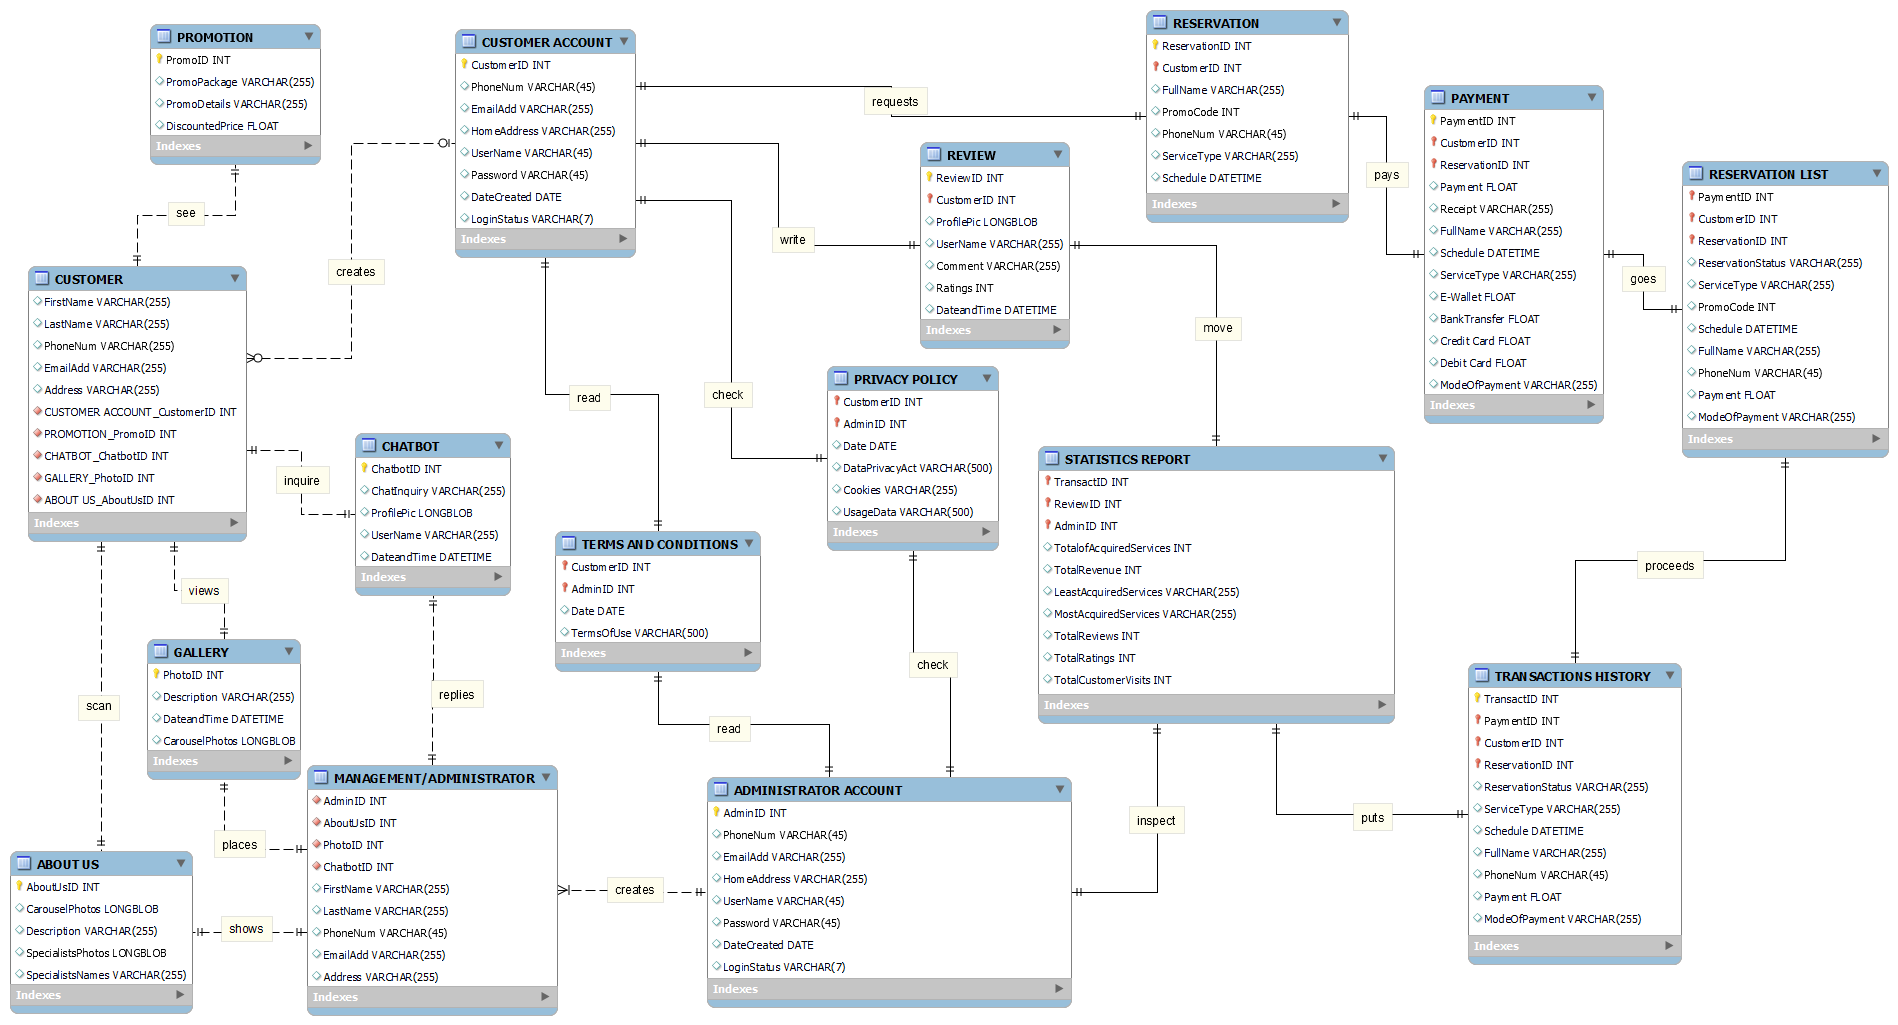 PROMOTION
PromoID INT
PromoPackage VARCHAR(255)
PromoDetails VARCHAR(255)
DiscountedPrice FLOAT
Indexes
see
CUSTOMER ACCOUNT
CustomerID INT
PhoneNum VARCHAR(45)
EmailAdd VARCHAR(255)
HomeAddress VARCHAR(255)
UserName VARCHAR(45)
Password VARCHAR(45)
DateCreated DATE
LoginStatus VARCHAR(7)
Indexes
requests
RESERVATION
ReservationID INT
CustomerID INT
FullName VARCHAR(255)
PromoCode INT
PhoneNum VARCHAR(45)
ServiceType VARCHAR(255)
Schedule DATETIME
Indexes
pays
PAYMENT
PaymentID INT
CustomerID INT
ReservationID INT
Payment FLOAT
Receipt VARCHAR(255)
FullName VARCHAR(255)
Schedule DATETIME
ServiceType VARCHAR(255)
E-Wallet FLOAT
BankTransfer FLOAT
Credit Card FLOAT
Debit Card FLOAT
ModeOfPayment VARCHAR(255)
Indexes
goes
RESERVATION LIST
PaymentID INT
CustomerID INT
ReservationID INT
ReservationStatus VARCHAR(255)
ServiceType VARCHAR(255)
PromoCode INT
Schedule DATETIME
FullName VARCHAR(255)
PhoneNum VARCHAR(45)
Payment FLOAT
ModeOfPayment VARCHAR(255)
Indexes
write
REVIEW
ReviewID INT
CustomerID INT
ProfilePic LONGBLOB
UserName VARCHAR(255)
Comment VARCHAR(255)
Ratings INT
DateandTime DATETIME
Indexes
move
creates
CUSTOMER
FirstName VARCHAR(255)
LastName VARCHAR(255)
PhoneNum VARCHAR(255)
EmailAdd VARCHAR(255)
Address VARCHAR(255)
CUSTOMER ACCOUNT_CustomerID INT
PROMOTION_PromoID INT
CHATBOT_ChatbotID INT
GALLERY_PhotoID INT
ABOUT US_AboutUsID INT
Indexes
inquire
CHATBOT
ChatbotID INT
ChatInquiry VARCHAR(255)
ProfilePic LONGBLOB
UserName VARCHAR(255)
DateandTime DATETIME
Indexes
read
check
PRIVACY POLICY
CustomerID INT
AdminID INT
Date DATE
DataPrivacyAct VARCHAR(500)
Cookies VARCHAR(255)
UsageData VARCHAR(500)
Indexes
TERMS AND CONDITIONS
CustomerID INT
AdminID INT
Date DATE
TermsOfUse VARCHAR(500)
Indexes
STATISTICS REPORT
TransactID INT
ReviewID INT
AdminID INT
TotalofAcquiredServices INT
TotalRevenue INT
LeastAcquiredServices VARCHAR(255)
MostAcquiredServices VARCHAR(255)
TotalReviews INT
TotalRatings INT
TotalCustomerVisits INT
Indexes
proceeds
views
GALLERY
PhotoID INT
Description VARCHAR(255)
DateandTime DATETIME
CarouselPhotos LONGBLOB
Indexes
scan
replies
read
check
TRANSACTIONS HISTORY
TransactID INT
PaymentID INT
CustomerID INT
ReservationID INT
ReservationStatus VARCHAR(255)
ServiceType VARCHAR(255)
Schedule DATETIME
FullName VARCHAR(255)
PhoneNum VARCHAR(45)
Payment FLOAT
ModeOfPayment VARCHAR(255)
Indexes
places
MANAGEMENT/ADMINISTRATOR
AdminID INT
AboutUsID INT
PhotoID INT
ChatbotID INT
FirstName VARCHAR(255)
LastName VARCHAR(255)
PhoneNum VARCHAR(45)
EmailAdd VARCHAR(255)
Address VARCHAR(255)
Indexes
creates
ADMINISTRATOR ACCOUNT
AdminID INT
PhoneNum VARCHAR(45)
EmailAdd VARCHAR(255)
HomeAddress VARCHAR(255)
UserName VARCHAR(45)
Password VARCHAR(45)
DateCreated DATE
LoginStatus VARCHAR(7)
Indexes
inspect
puts
ABOUT US
AboutUsID INT
CarouselPhotos LONGBLOB
Description VARCHAR(255)
SpecialistsPhotos LONGBLOB
SpecialistsNames VARCHAR(255)
Indexes
shows